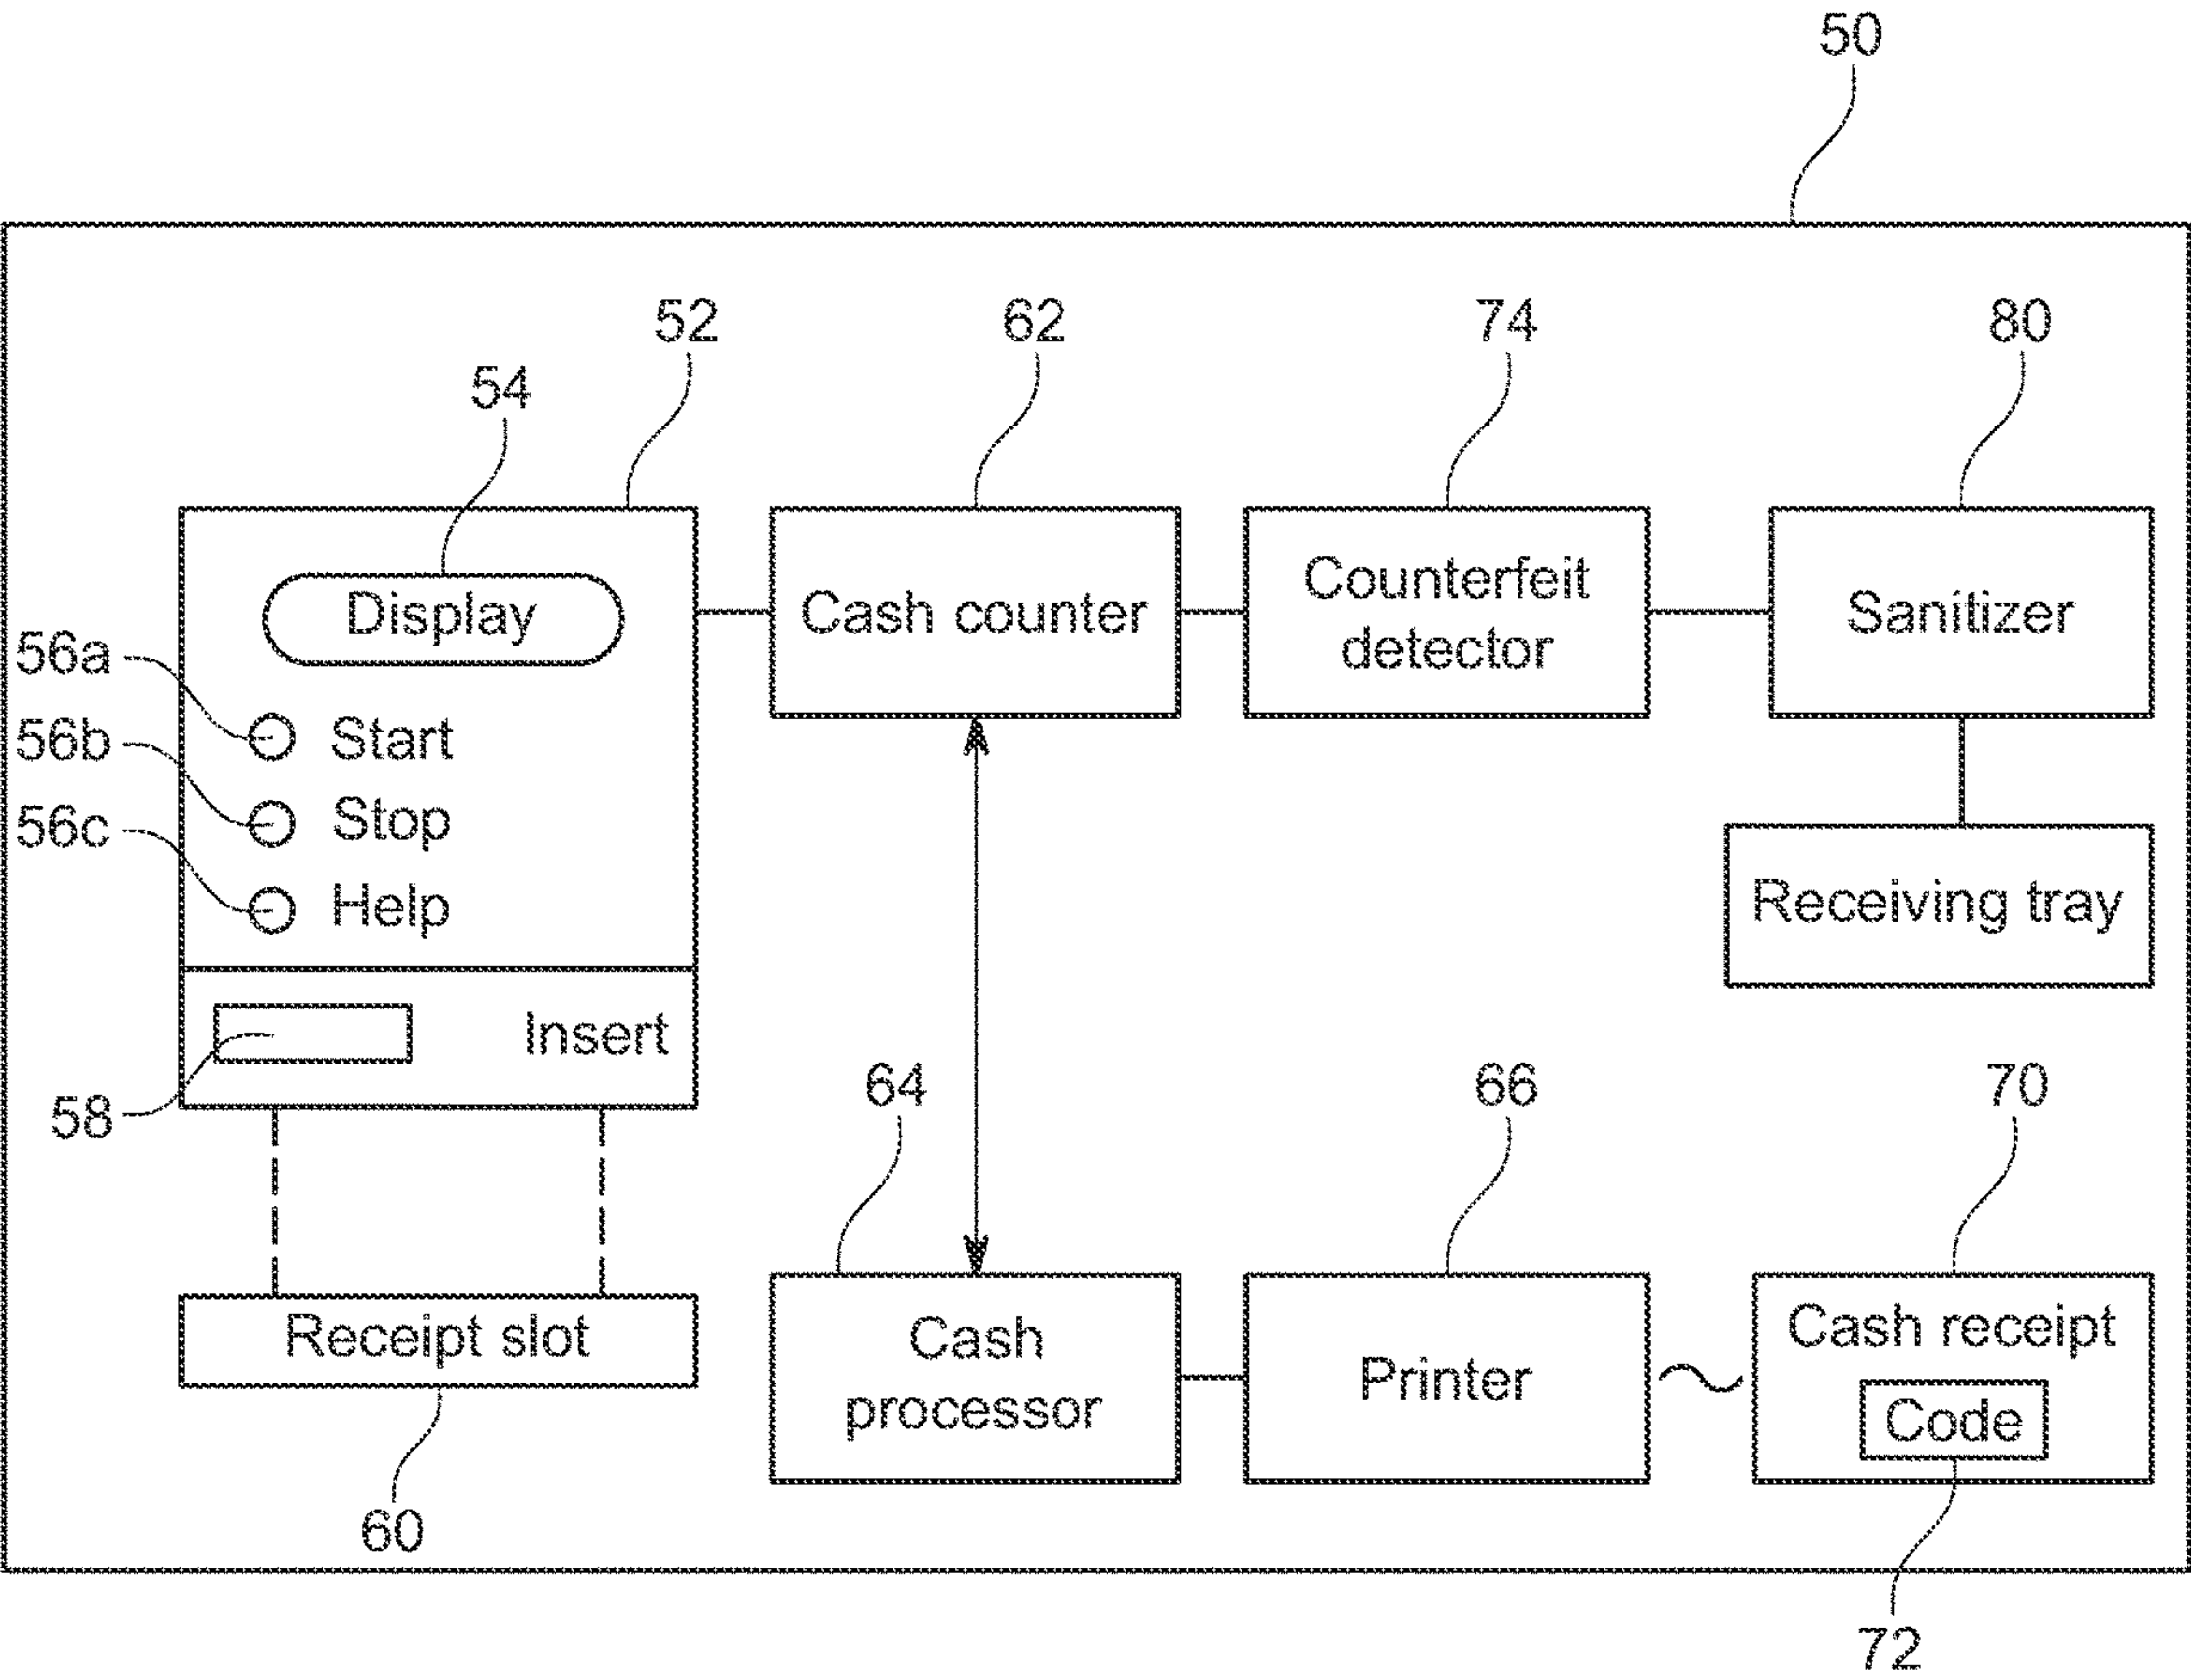 50
52
62
74
80
54
Display
Cash counter
Counterfeit
detector
Sanitizer
56a
Start
56b
Stop
56c
Help
Receiving tray
Insert
58
64
66
70
Receipt slot
Cash
processor
Printer
Cash receipt
Code
60
72